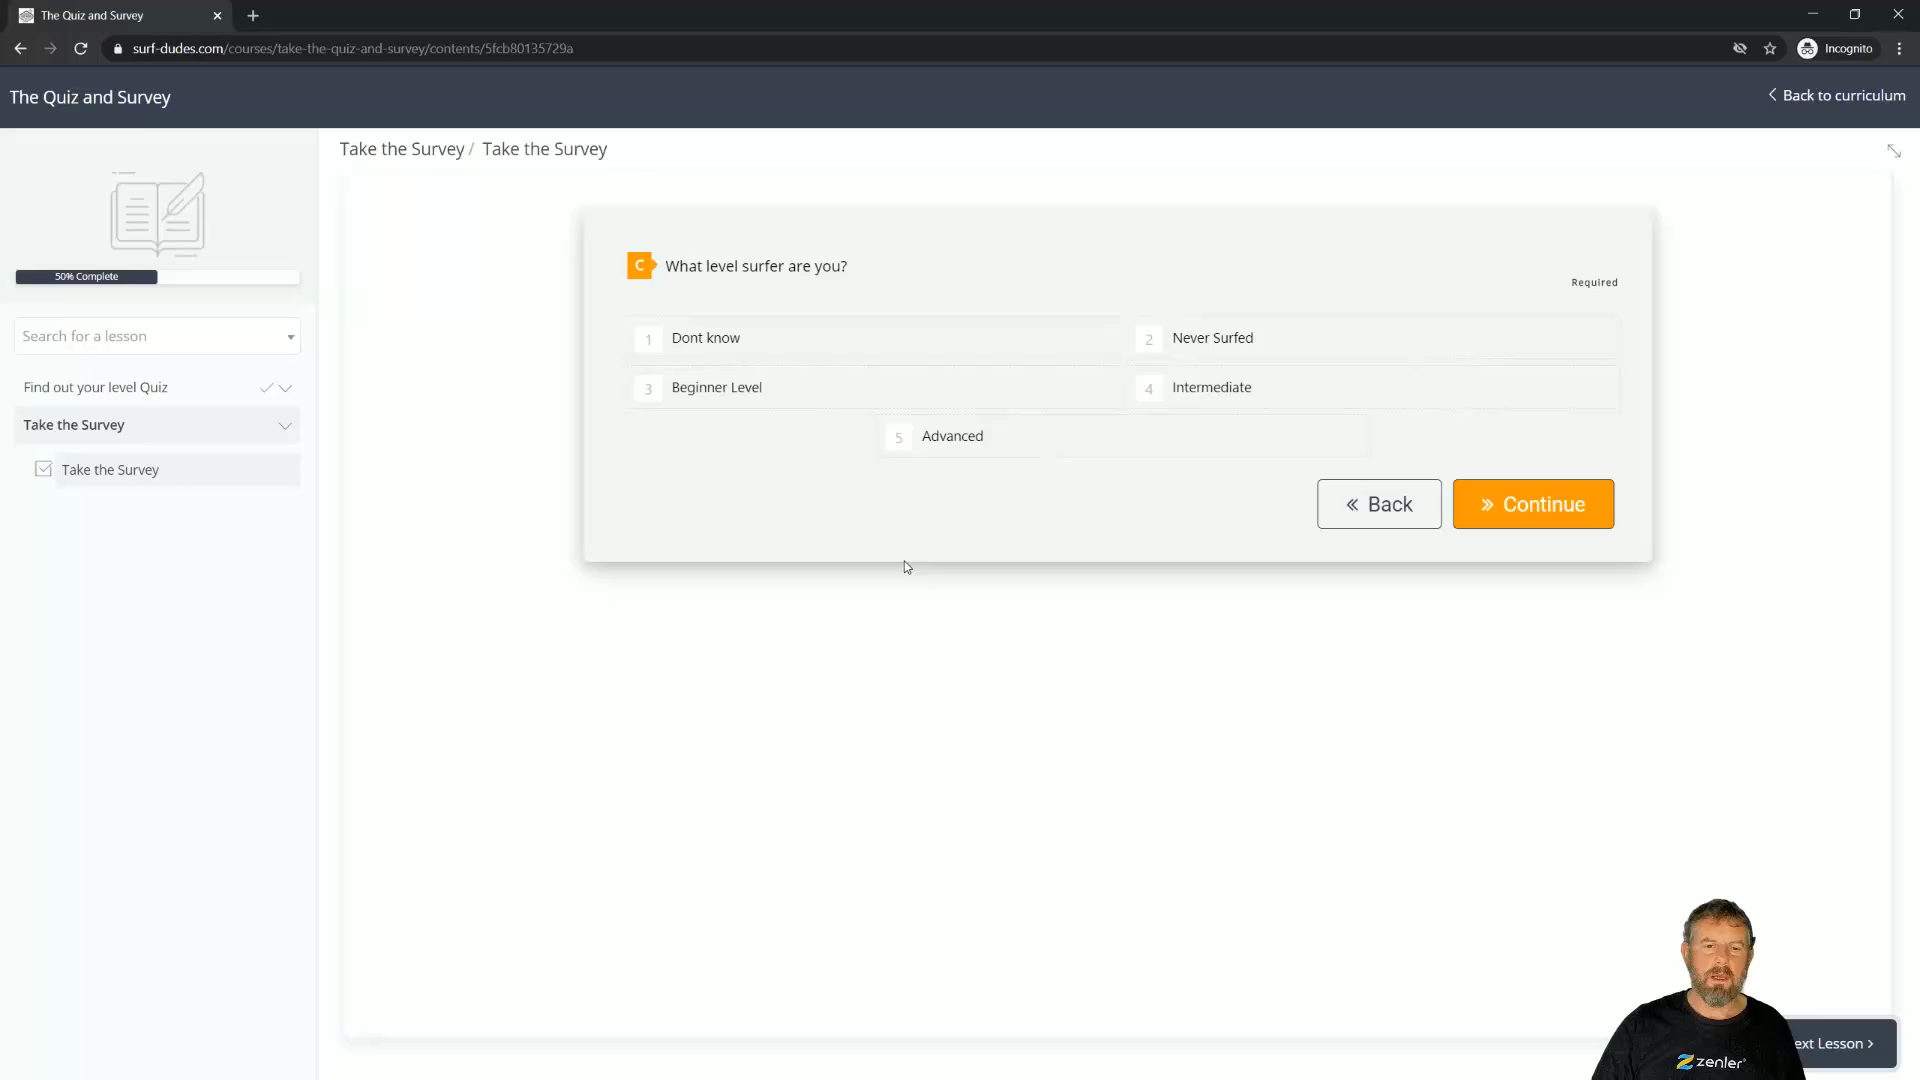 The Quiz and Survey
surf-dudes.com/courses/take-the-quiz-and-survey/contents/5fcb80135729a
Incognito
The Quiz and Survey
Back to curriculum
Take the Survey / Take the Survey
50% Complete
Search for a lesson
Find out your level Quiz
Take the Survey
Take the Survey
C What level surfer are you?
Required
1 Dont know
2 Never Surfed
3 Beginner Level
4 Intermediate
5 Advanced
« Back
» Continue
ext Lesson >
zenler